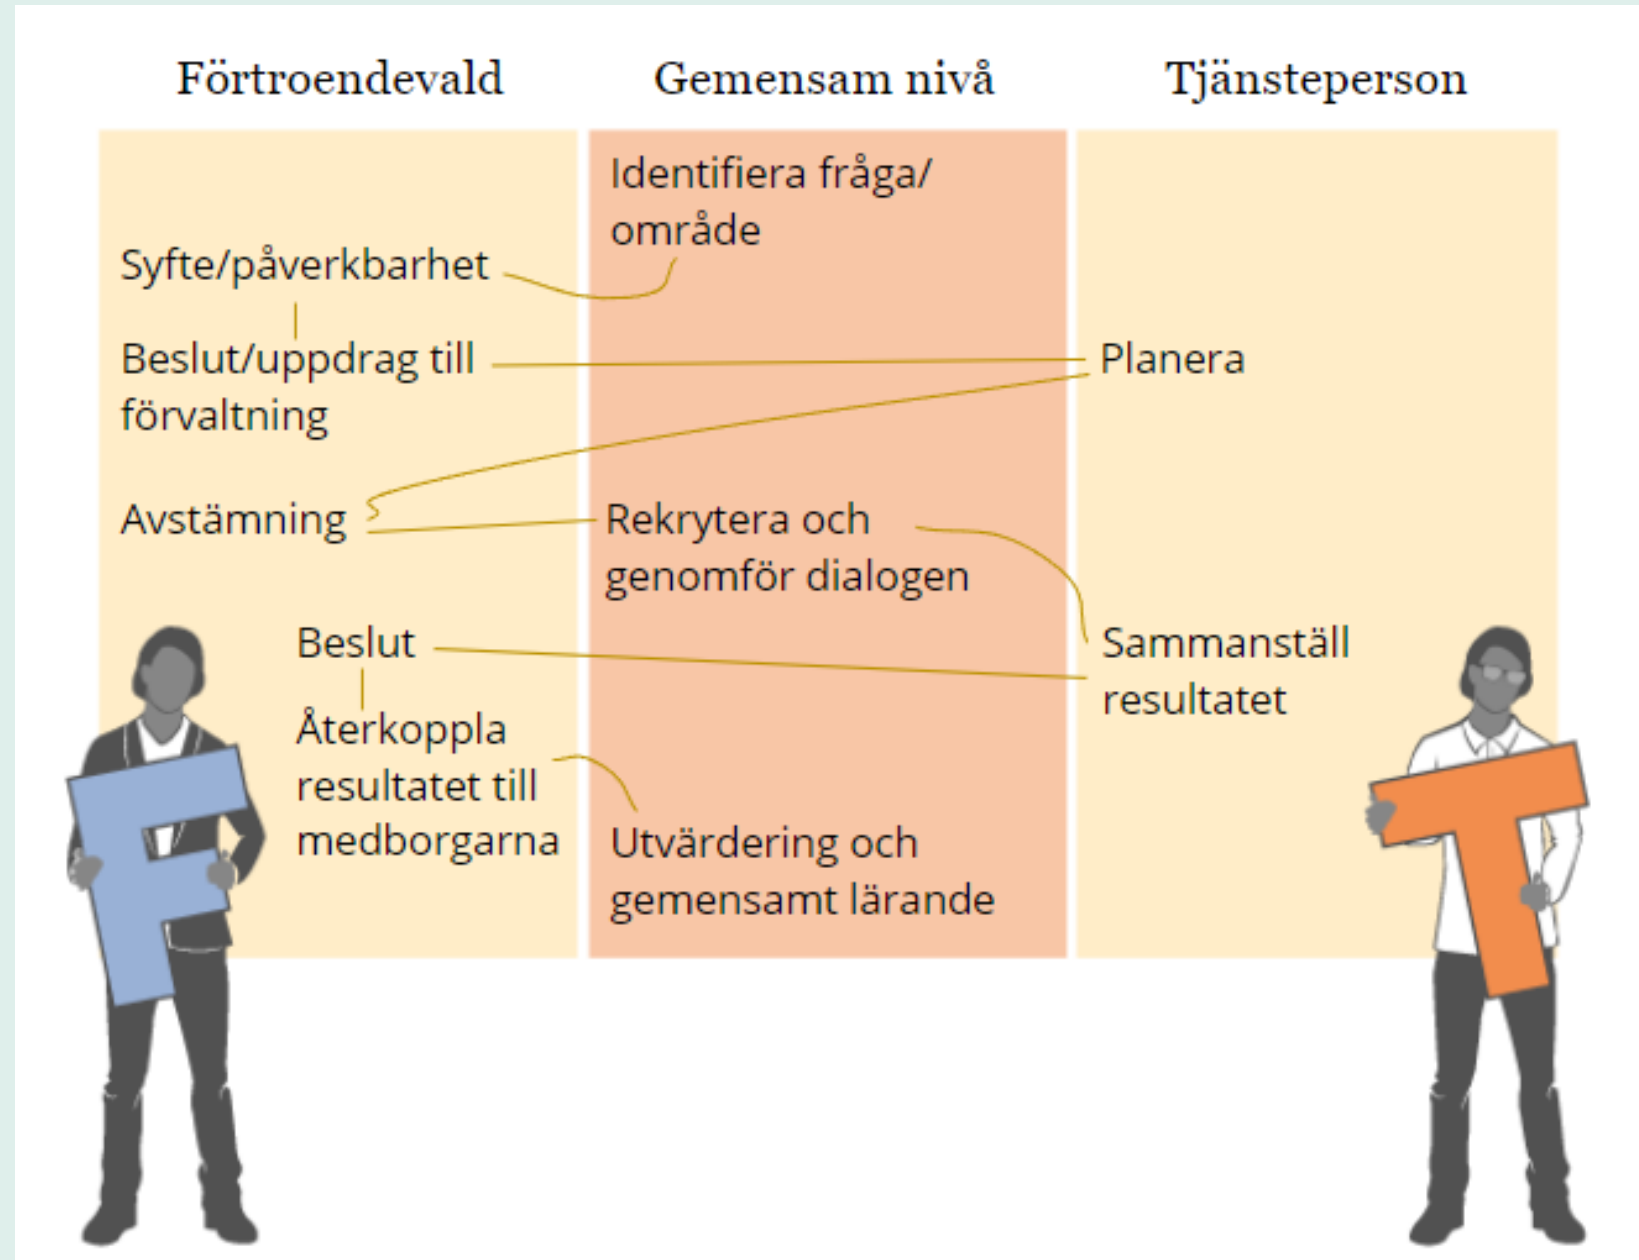 Förtroendevald
Gemensam nivå
Tjänsteperson
Identifiera fråga/
område
Syfte/påverkbarhet
Beslut/uppdrag till
förvaltning
Planera
Avstämning
Rekrytera och
genomför dialogen
Sammanställ
resultatet
Beslut
Återkoppla
resultatet till
medborgarna
Utvärdering och
gemensamt lärande
F
T